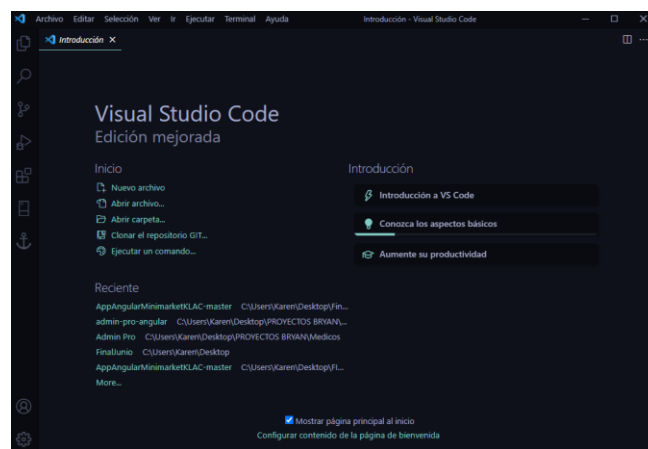 Archivo Editar Selección Ver Ir Ejecutar Terminal Ayuda Introducción - Visual Studio Code
Introducción
Visual Studio Code
Edición mejorada
Inicio
Nuevo archivo
Abrir archivo...
Abrir carpeta...
Clonar el repositorio GIT...
Ejecutar un comando...
Introducción
Introducción a VS Code
Conozca los aspectos básicos
Aumente su productividad
Reciente
AppAngularMinimarketKLAC-master C:\Users\Karen\Desktop\Fin...
admin-pro-angular C:\Users\Karen\Desktop\PROYECTOS BRYAN\...
Admin Pro C:\Users\Karen\Desktop\PROYECTOS BRYAN\Medicos
FinalJunio C:\Users\Karen\Desktop
AppAngularMinimarketKLAC-master C:\Users\Karen\Desktop\FI...
More...
Mostrar página principal al inicio
Configurar contenido de la página de bienvenida